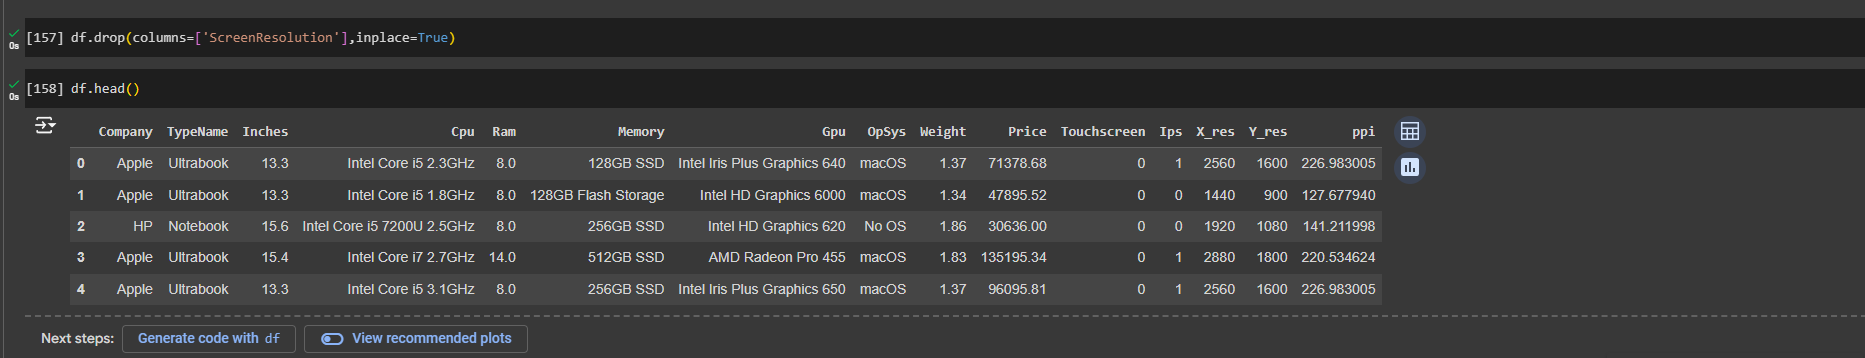 [157] df.drop(columns=['ScreenResolution'],inplace=True)
0s
[158] df.head()
0s
Company TypeName Inches Cpu Ram Memory Gpu OpSys Weight Price Touchscreen Ips X_res Y_res ppi
0 Apple Ultrabook 13.3 Intel Core i5 2.3GHz 8.0 128GB SSD Intel Iris Plus Graphics 640 macOS 1.37 71378.68 0 1 2560 1600 226.983005
1 Apple Ultrabook 13.3 Intel Core i5 1.8GHz 8.0 128GB Flash Storage Intel HD Graphics 6000 macOS 1.34 47895.52 0 0 1440 900 127.677940
2 HP Notebook 15.6 Intel Core i5 7200U 2.5GHz 8.0 256GB SSD Intel HD Graphics 620 No OS 1.86 30636.00 0 0 1920 1080 141.211998
3 Apple Ultrabook 15.4 Intel Core i7 2.7GHz 14.0 512GB SSD AMD Radeon Pro 455 macOS 1.83 135195.34 0 1 2880 1800 220.534624
4 Apple Ultrabook 13.3 Intel Core i5 3.1GHz 8.0 256GB SSD Intel Iris Plus Graphics 650 macOS 1.37 96095.81 0 1 2560 1600 226.983005
Next steps: Generate code with df View recommended plots